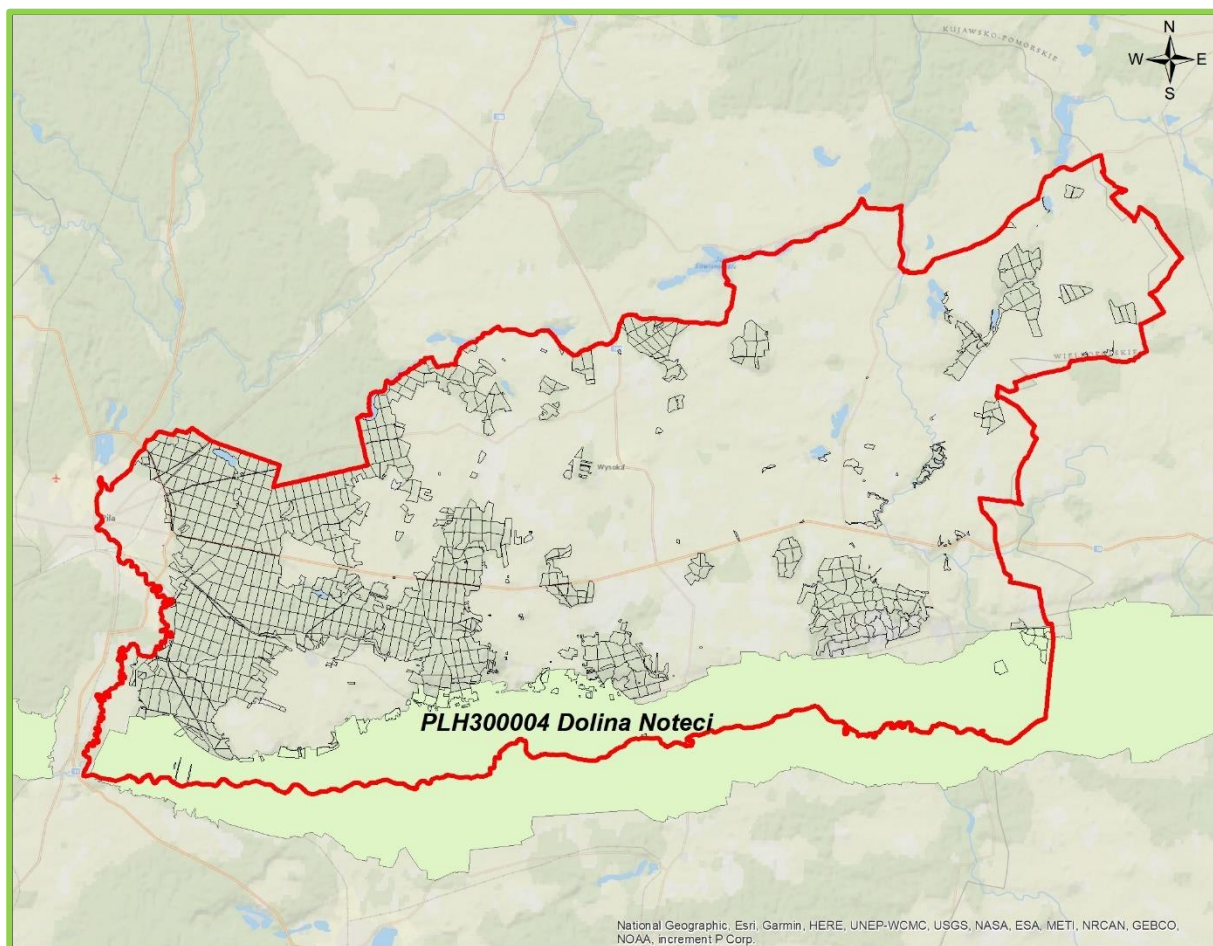 N
W E
S
KUJAWSKO-POMORSKIE
WIELKOPOLSKIE
Wysoka
Piła
PLH300004 Dolina Noteci
National Geographic, Esri, Garmin, HERE, UNEP-WCMC, USGS, NASA, ESA, METI, NRCAN, GEBCO,
NOAA, increment P Corp.